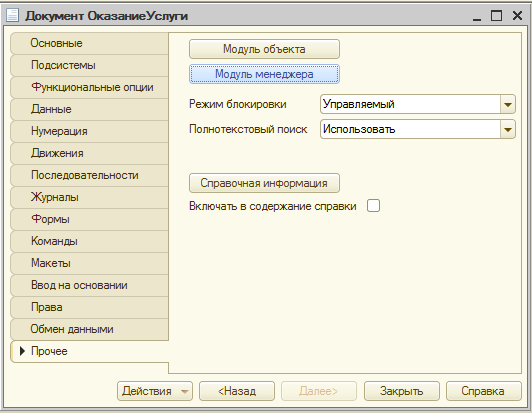 Документ ОказаниеУслуги
Основные
Подсистемы
Функциональные опции
Данные
Нумерация
Движения
Последовательности
Журналы
Формы
Команды
Макеты
Ввод на основании
Права
Обмен данными
Прочее
Модуль объекта
Модуль менеджера
Режим блокировки Управляемый
Полнотекстовый поиск Использовать
Справочная информация
Включать в содержание справки
Действия <Назад Далее> Закрыть Справка